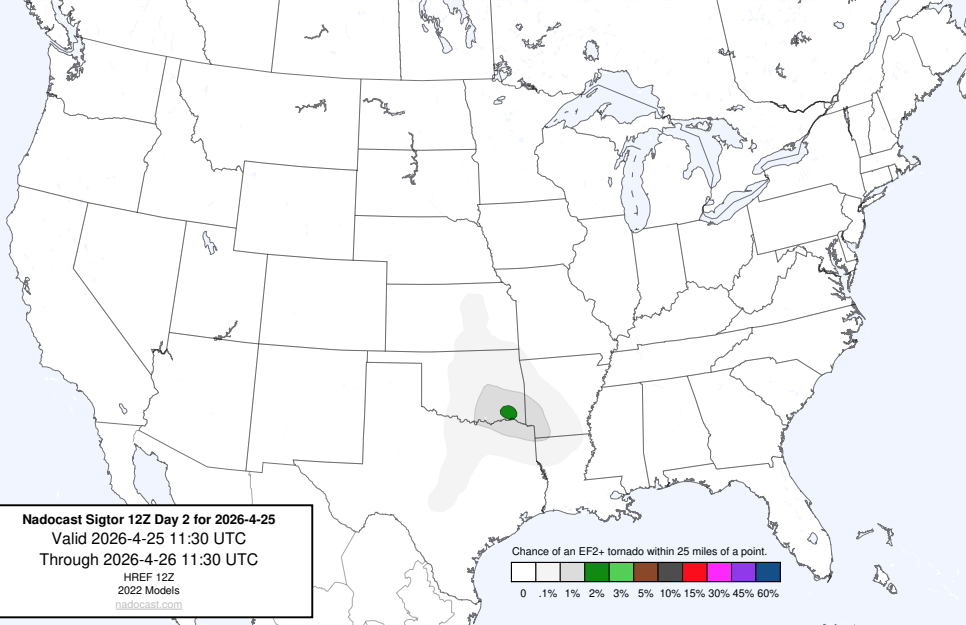 Nadocast Sigtor 12Z Day 2 for 2026-4-25
Valid 2026-4-25 11:30 UTC
Through 2026-4-26 11:30 UTC
HREF 12Z
2022 Models
nadocast.com
Chance of an EF2+ tornado within 25 miles of a point.
0 .1% 1% 2% 3% 5% 10% 15% 30% 45% 60%